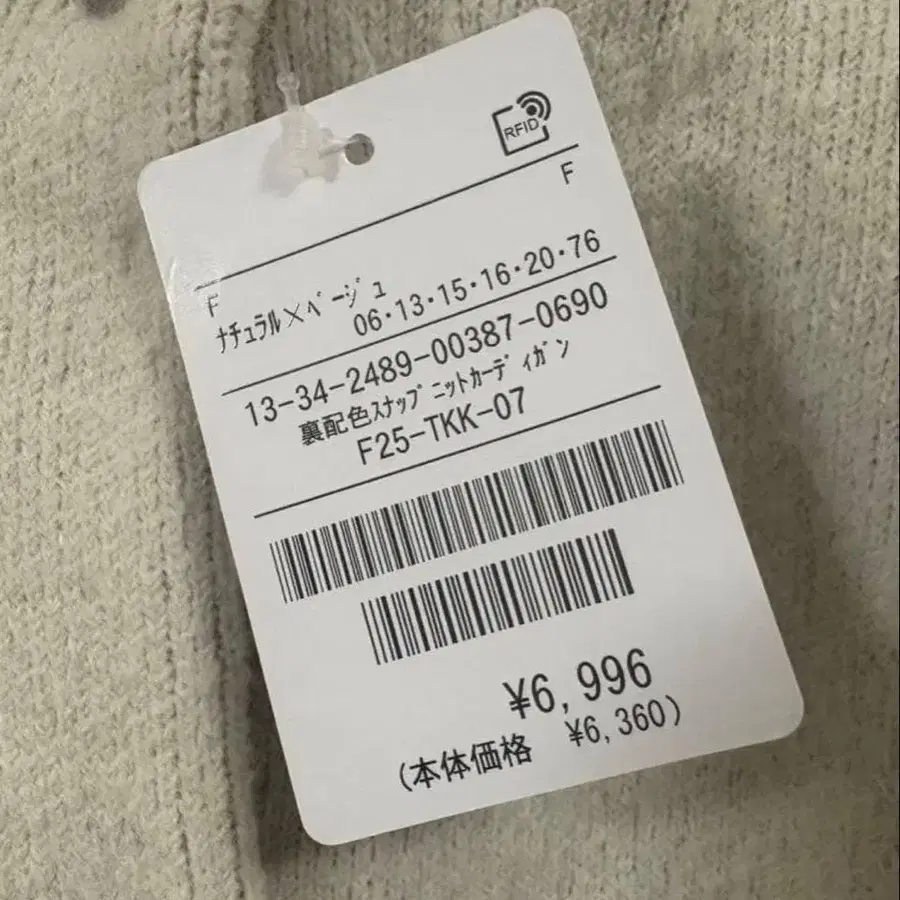 RFID
F
F
ナチュラル×ベージュ
06・13・15・16・20・76
13-34-2489-00387-0690
裏配色スナップニットカーディガン
F25-TKK-07
¥6,996
(本体価格 ¥6,360)